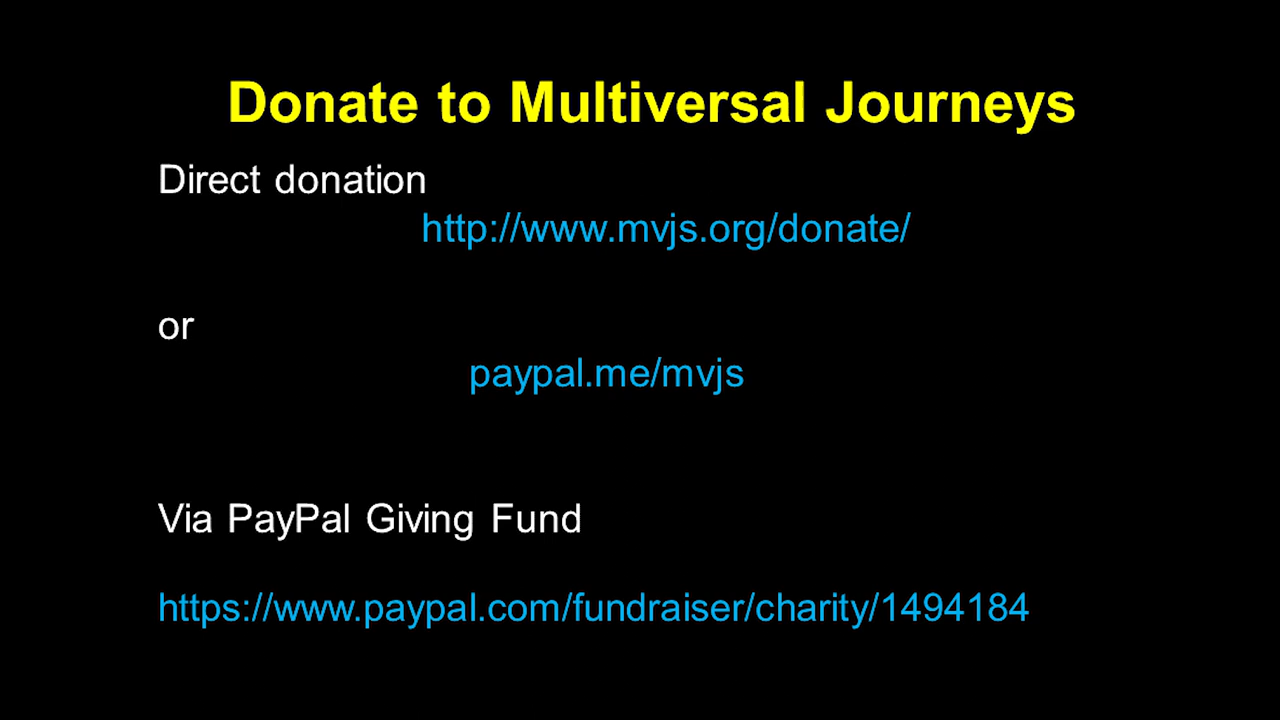 Donate to Multiversal Journeys
Direct donation
http://www.mvjs.org/donate/
or
paypal.me/mvjs
Via PayPal Giving Fund
https://www.paypal.com/fundraiser/charity/1494184